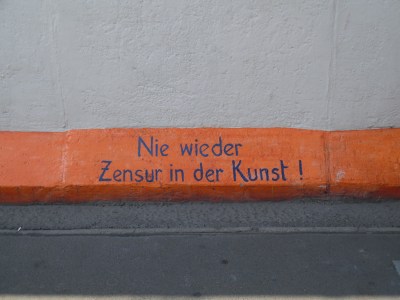 Nie wieder
Zensur in der Kunst !